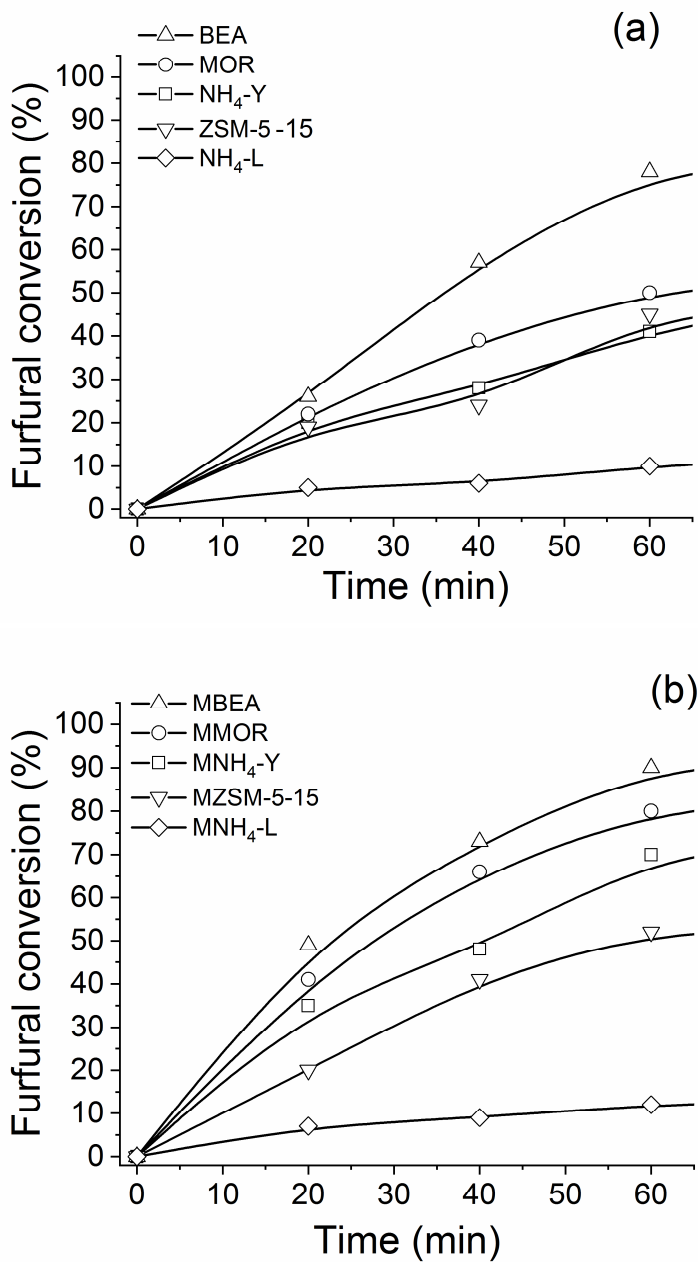 (a)
BEA
MOR
NH₄-Y
ZSM-5 -15
NH₄-L
100
90
80
70
60
50
40
30
20
10
0
Furfural conversion (%)
0 10 20 30 40 50 60
Time (min)
(b)
MBEA
MMOR
MNH₄-Y
MZSM-5-15
MNH₄-L
100
90
80
70
60
50
40
30
20
10
0
Furfural conversion (%)
0 10 20 30 40 50 60
Time (min)